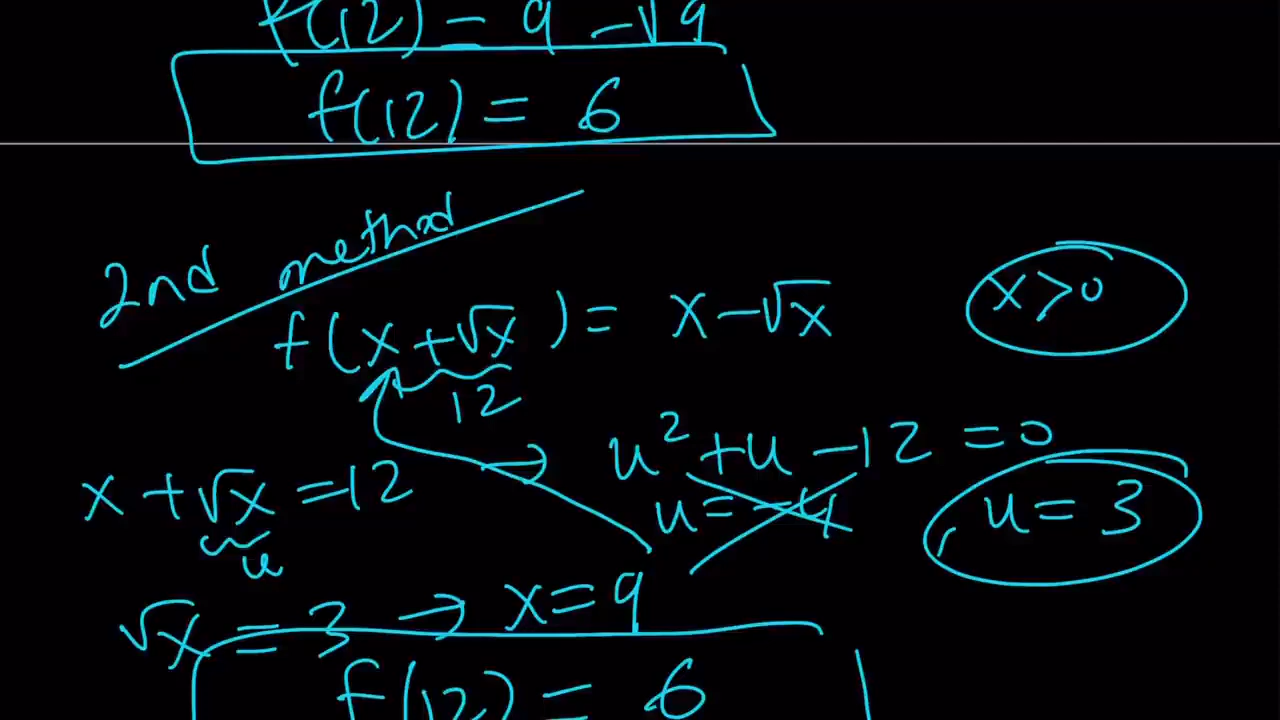 f(12) = 9 - √9
f(12) = 6
2nd method
f(x + √x) = x - √x
x > 0
12
x + √x = 12 → u² + u - 12 = 0
u
u = -4
u = 3
√x = 3 → x = 9
f(12) = 6